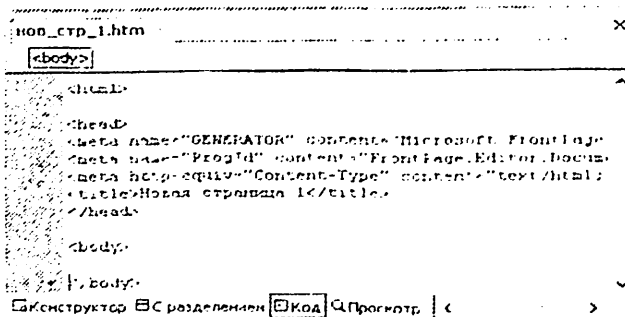 нов_стр_1.htm
<body>
<html>
<head>
<meta name="GENERATOR" content="Microsoft FrontPage
<meta name="ProgId" content="FrontPage.Editor.Docum
<meta http-equiv="Content-Type" content="text/html;
<title>Новая страница 1</title>
</head>
<body>
</body>
Конструктор С разделением Код Просмотр